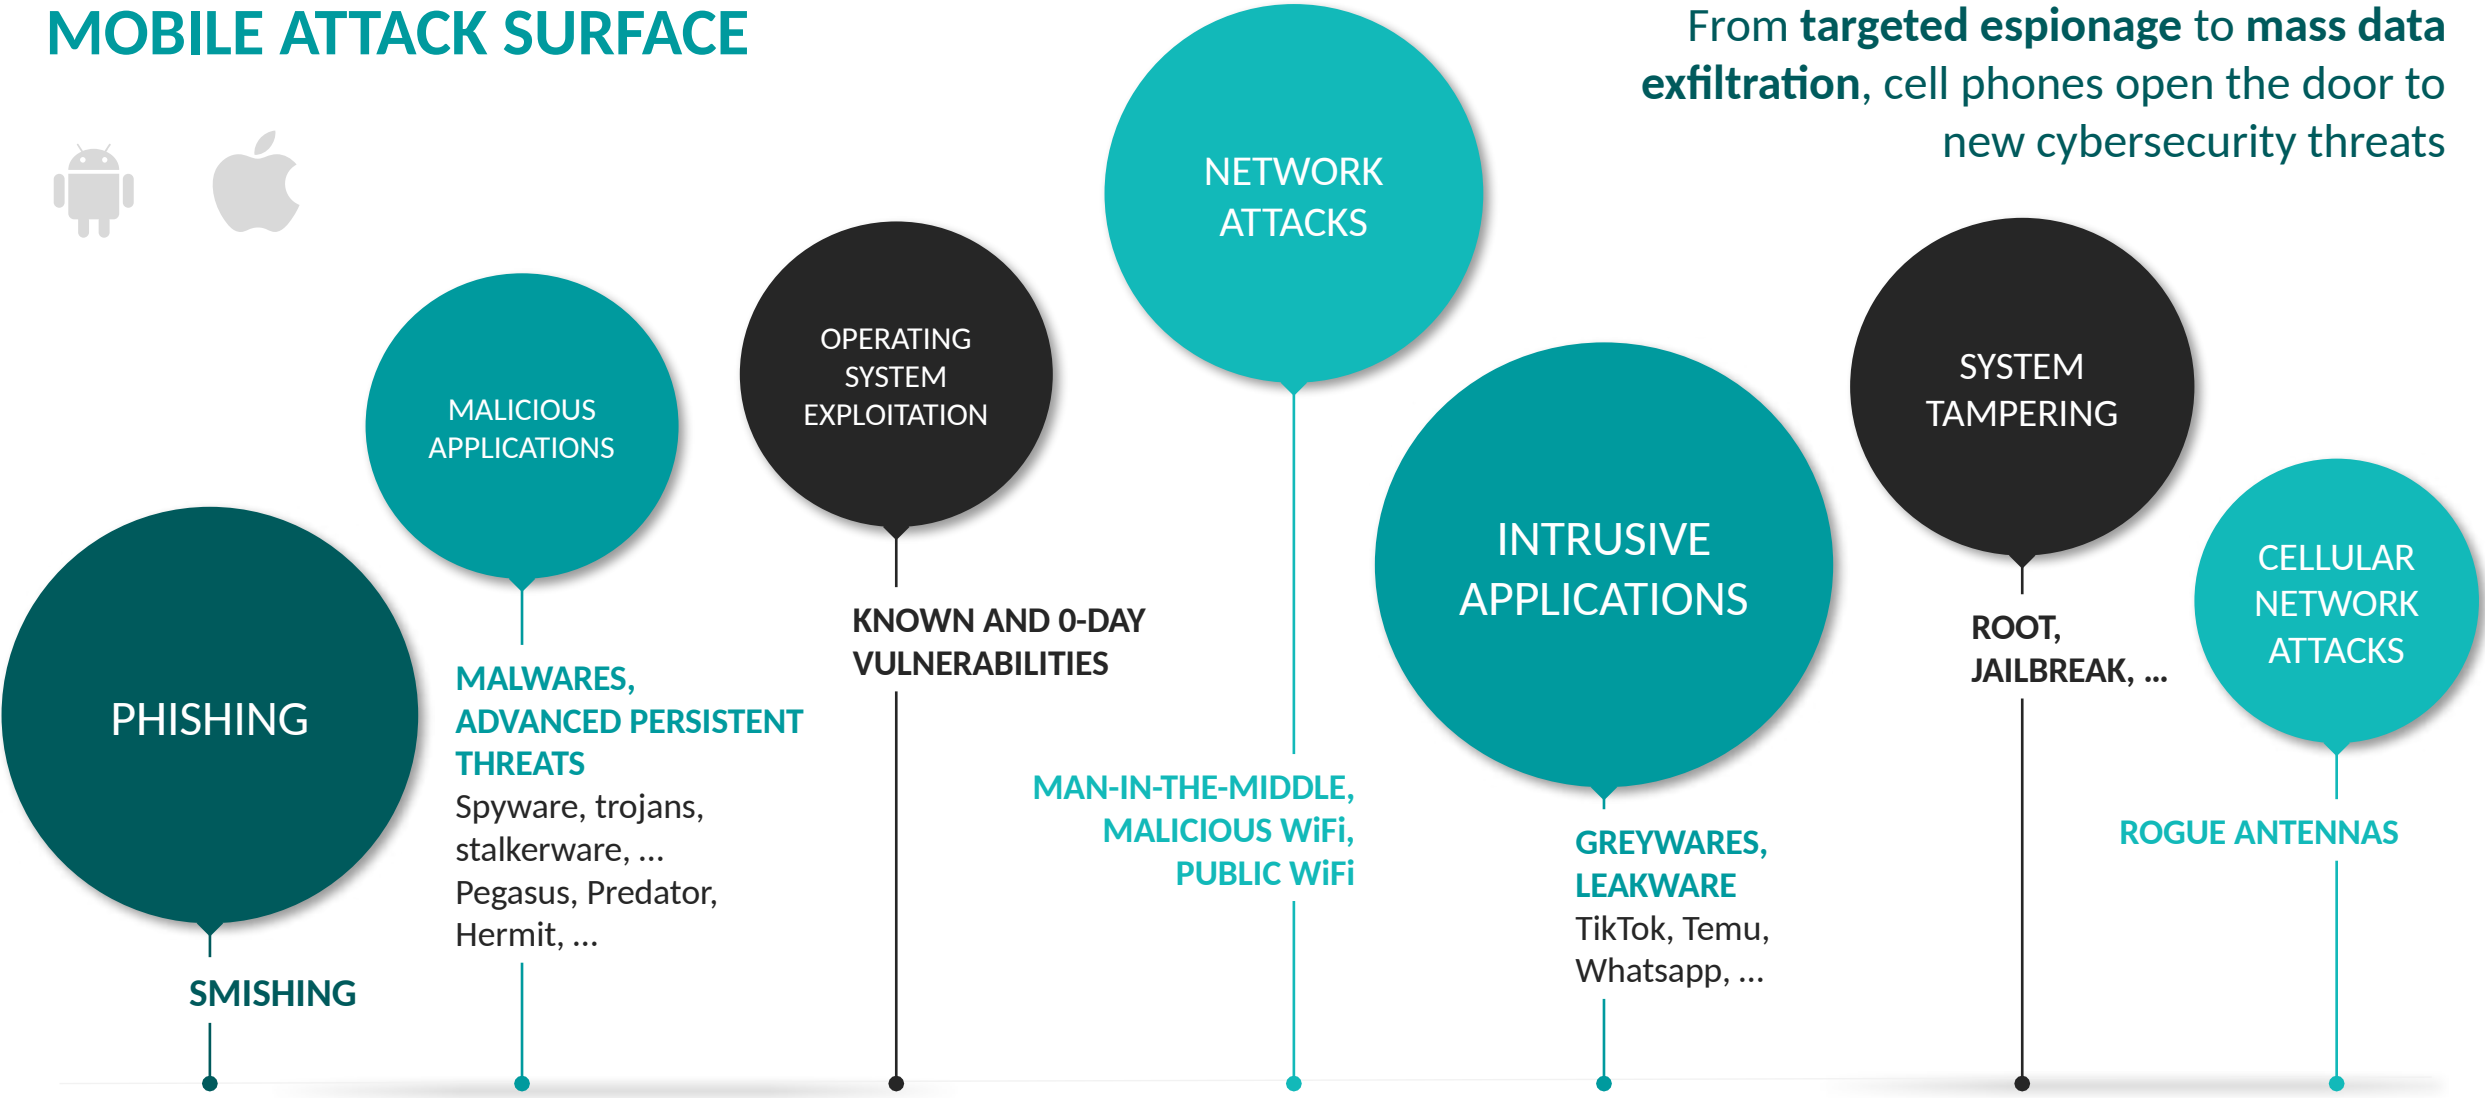 MOBILE ATTACK SURFACE
From targeted espionage to mass data
exfiltration, cell phones open the door to
new cybersecurity threats
PHISHING
SMISHING
MALICIOUS
APPLICATIONS
MALWARES,
ADVANCED PERSISTENT
THREATS
Spyware, trojans,
stalkerware, ...
Pegasus, Predator,
Hermit, ...
OPERATING
SYSTEM
EXPLOITATION
KNOWN AND 0-DAY
VULNERABILITIES
NETWORK
ATTACKS
MAN-IN-THE-MIDDLE,
MALICIOUS WiFi,
PUBLIC WiFi
INTRUSIVE
APPLICATIONS
GREYWARES,
LEAKWARE
TikTok, Temu,
Whatsapp, ...
SYSTEM
TAMPERING
ROOT,
JAILBREAK, ...
CELLULAR
NETWORK
ATTACKS
ROGUE ANTENNAS